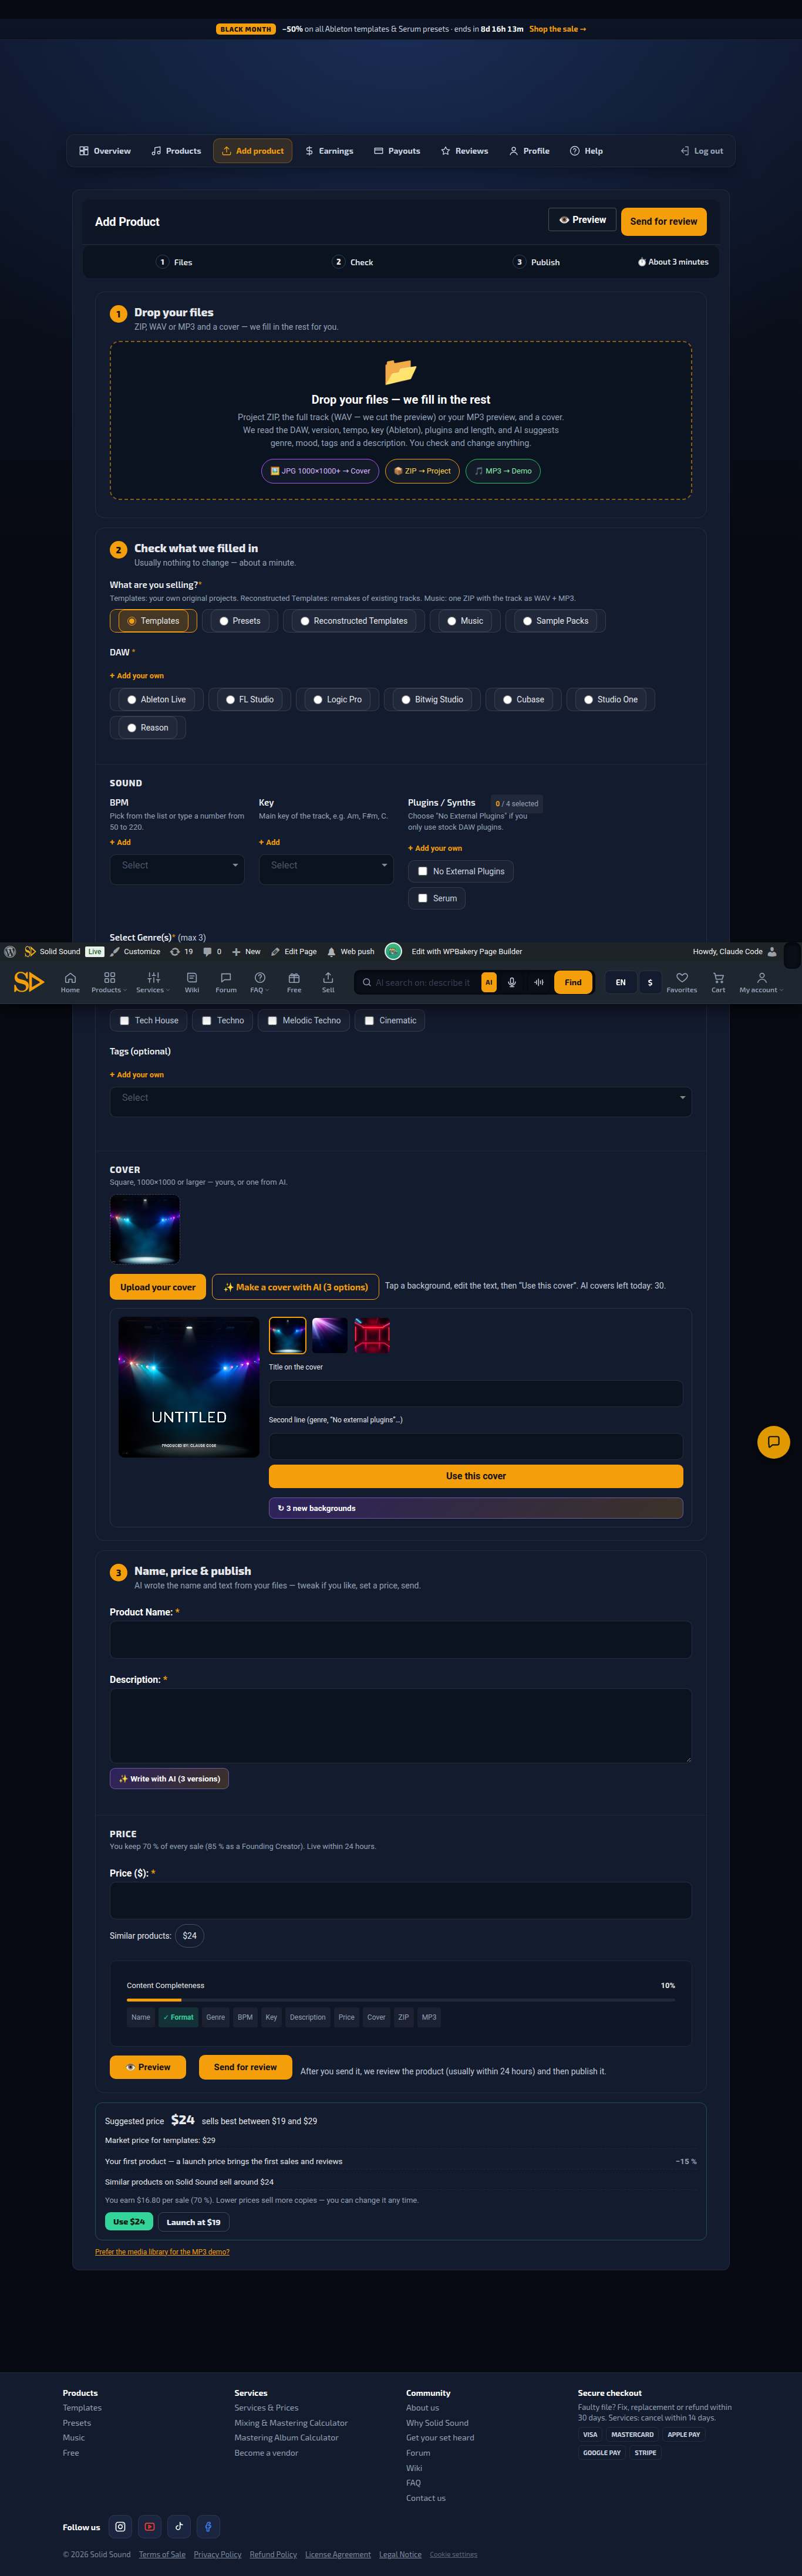 BLACK MONTH −50% on all Ableton templates & Serum presets · ends in 8d 16h 13m Shop the sale →
Overview Products Add product Earnings Payouts Reviews Profile Help Log out
Add Product
Preview Send for review
1 Files 2 Check 3 Publish About 3 minutes
1 Drop your files
ZIP, WAV or MP3 and a cover — we fill in the rest for you.
Drop your files — we fill in the rest
Project ZIP, the full track (WAV — we cut the preview) or your MP3 preview, and a cover.
We read the DAW, version, tempo, key (Ableton), plugins and length, and AI suggests
genre, mood, tags and a description. You check and change anything.
JPG 1000×1000+ → Cover ZIP → Project MP3 → Demo
2 Check what we filled in
Usually nothing to change — about a minute.
What are you selling?*
Templates: your own original projects. Reconstructed Templates: remakes of existing tracks. Music: one ZIP with the track as WAV + MP3.
Templates Presets Reconstructed Templates Music Sample Packs
DAW *
+ Add your own
Ableton Live FL Studio Logic Pro Bitwig Studio Cubase Studio One
Reason
SOUND
BPM
Pick from the list or type a number from
50 to 220.
+ Add
Select
Key
Main key of the track, e.g. Am, F#m, C.
+ Add
Select
Plugins / Synths 0 / 4 selected
Choose "No External Plugins" if you
only use stock DAW plugins.
+ Add your own
No External Plugins
Serum
Select Genre(s)* (max 3)
Solid Sound Live Customize 19 0 New Edit Page Web push Edit with WPBakery Page Builder Howdy, Claude Code
Home Products Services Wiki Forum FAQ Free Sell AI search on: describe it AI Find EN $ Favorites Cart My account
Tech House Techno Melodic Techno Cinematic
Tags (optional)
+ Add your own
Select
COVER
Square, 1000×1000 or larger — yours, or one from AI.
Upload your cover ✨ Make a cover with AI (3 options) Tap a background, edit the text, then "Use this cover". AI covers left today: 30.
UNTITLED
PRODUCED BY: CLAUDE CODE
Title on the cover
Second line (genre, "No external plugins"…)
Use this cover
↻ 3 new backgrounds
3 Name, price & publish
AI wrote the name and text from your files — tweak if you like, set a price, send.
Product Name: *
Description: *
✨ Write with AI (3 versions)
PRICE
You keep 70 % of every sale (85 % as a Founding Creator). Live within 24 hours.
Price ($): *
Similar products: $24
Content Completeness 10%
Name ✓ Format Genre BPM Key Description Price Cover ZIP MP3
Preview Send for review After you send it, we review the product (usually within 24 hours) and then publish it.
Suggested price $24 sells best between $19 and $29
Market price for templates: $29
Your first product — a launch price brings the first sales and reviews −15 %
Similar products on Solid Sound sell around $24
You earn $16.80 per sale (70 %). Lower prices sell more copies — you can change it any time.
Use $24 Launch at $19
Prefer the media library for the MP3 demo?
Products
Templates
Presets
Music
Free
Services
Services & Prices
Mixing & Mastering Calculator
Mastering Album Calculator
Become a vendor
Community
About us
Why Solid Sound
Get your set heard
Forum
Wiki
FAQ
Contact us
Secure checkout
Faulty file? Fix, replacement or refund within
30 days. Services: cancel within 14 days.
VISA MASTERCARD APPLE PAY
GOOGLE PAY STRIPE
Follow us
© 2026 Solid Sound Terms of Sale Privacy Policy Refund Policy License Agreement Legal Notice Cookie settings